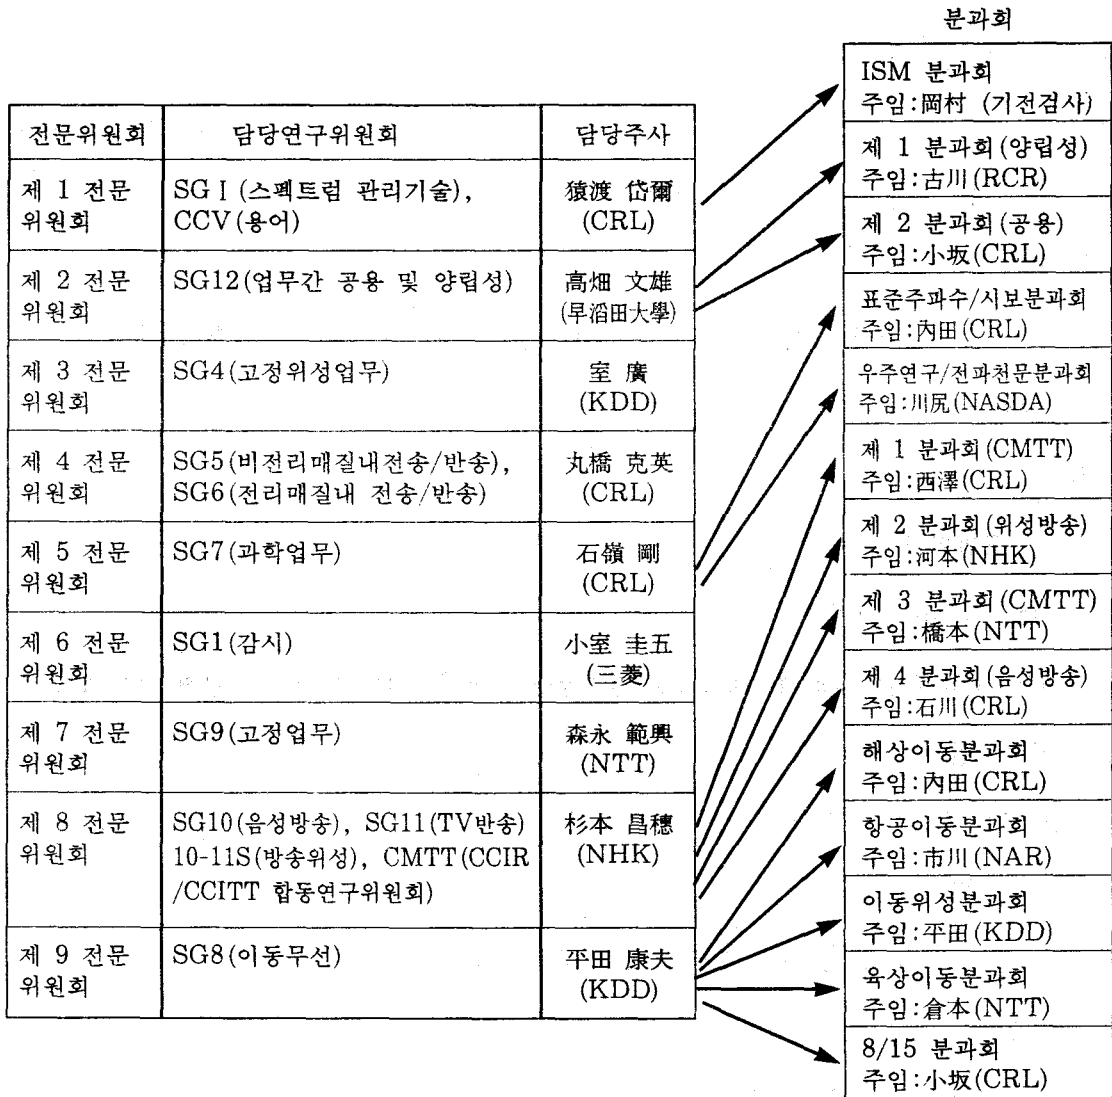 분과회
전문위원회 담당연구위원회 담당주사
제 1 전문 SG I (스펙트럼 관리기술), 猿渡 岱爾
위원회 CCV(용어) (CRL)
제 2 전문 SG12(업무간 공용 및 양립성) 高畑 文雄
위원회 (早滔田大學)
제 3 전문 SG4(고정위성업무) 室 廣
위원회 (KDD)
제 4 전문 SG5(비전리매질내전송/반송), 丸橋 克英
위원회 SG6(전리매질내 전송/반송) (CRL)
제 5 전문 SG7(과학업무) 石嶺 剛
위원회 (CRL)
제 6 전문 SG1(감시) 小室 圭五
위원회 (三菱)
제 7 전문 SG9(고정업무) 森永 範興
위원회 (NTT)
제 8 전문 SG10(음성방송), SG11(TV반송) 杉本 昌穗
위원회 10-11S(방송위성), CMTT(CCIR (NHK)
/CCITT 합동연구위원회)
제 9 전문 SG8(이동무선) 平田 康夫
위원회 (KDD)
ISM 분과회
주임:岡村 (기전검사)
제 1 분과회(양립성)
주임:古川(RCR)
제 2 분과회(공용)
주임:小坂(CRL)
표준주파수/시보분과회
주임:內田(CRL)
우주연구/전파천문분과회
주임:川尻(NASDA)
제 1 분과회(CMTT)
주임:西澤(CRL)
제 2 분과회(위성방송)
주임:河本(NHK)
제 3 분과회(CMTT)
주임:橋本(NTT)
제 4 분과회(음성방송)
주임:石川(CRL)
해상이동분과회
주임:內田(CRL)
항공이동분과회
주임:市川(NAR)
이동위성분과회
주임:平田(KDD)
육상이동분과회
주임:倉本(NTT)
8/15 분과회
주임:小坂(CRL)